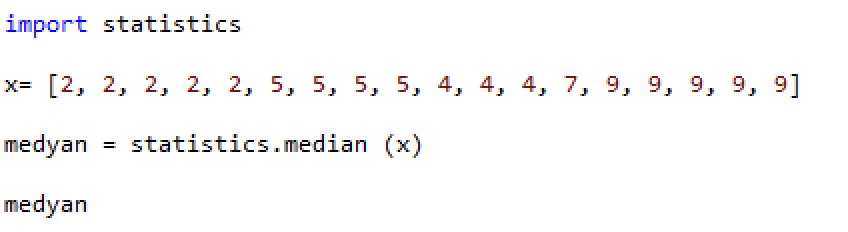 import statistics
x= [2, 2, 2, 2, 2, 5, 5, 5, 5, 4, 4, 4, 7, 9, 9, 9, 9, 9]
medyan = statistics.median (x)
medyan